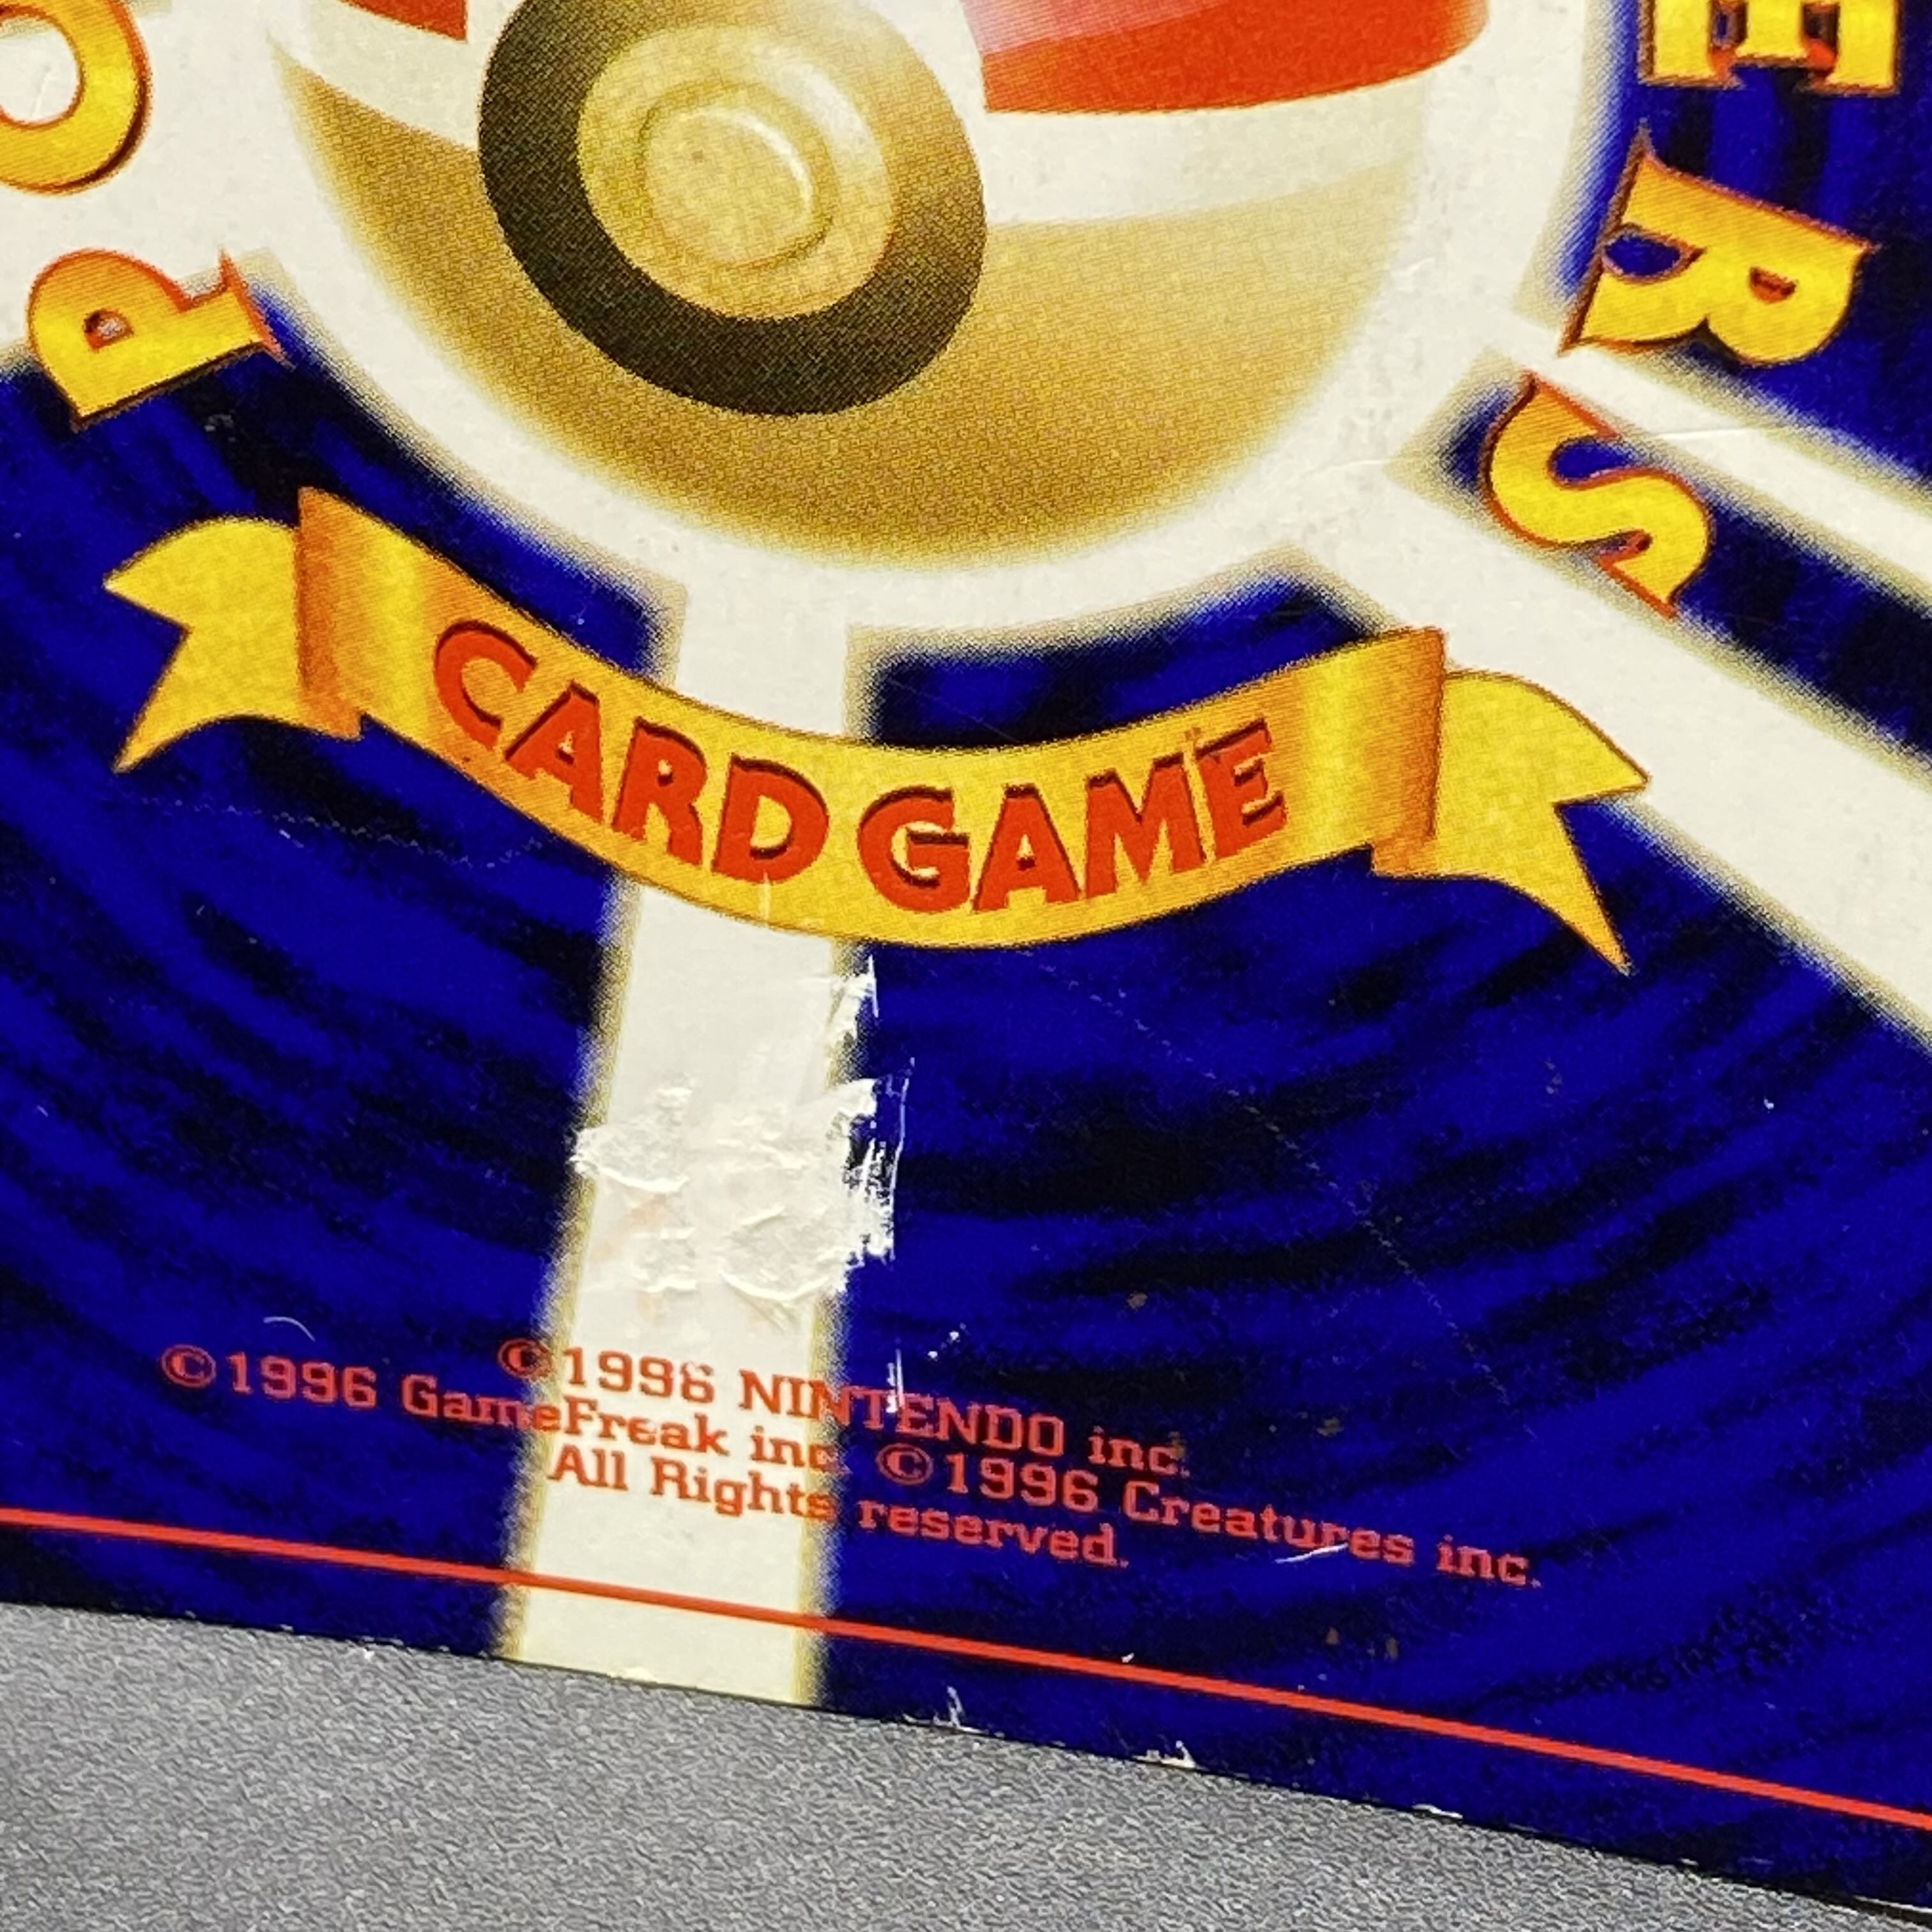 P O
E R S
CARD GAME
©1996 NINTENDO inc.
©1996 GameFreak inc. ©1996 Creatures inc.
All Rights reserved.